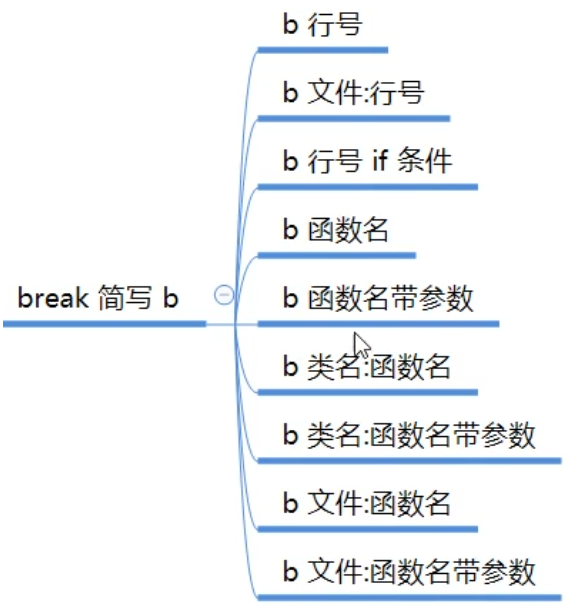 b 行号
b 文件:行号
b 行号 if 条件
b 函数名
break 简写 b
b 函数名带参数
b 类名:函数名
b 类名:函数名带参数
b 文件:函数名
b 文件:函数名带参数